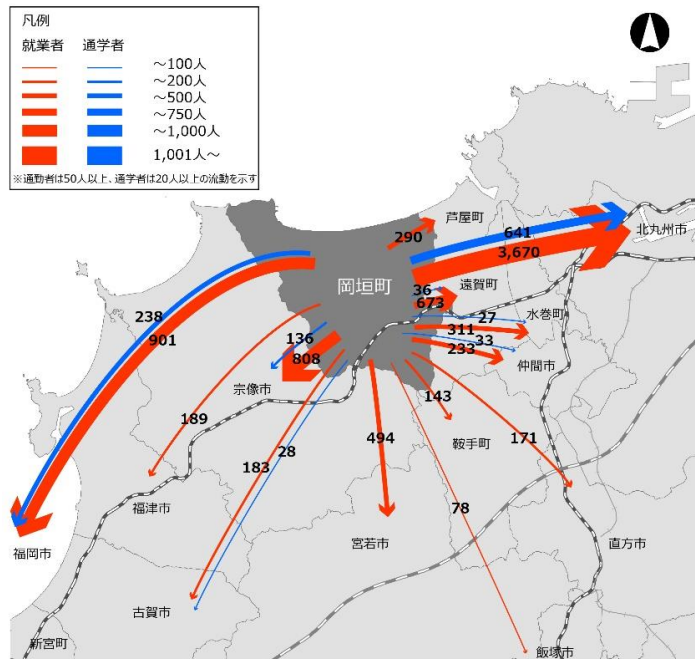 凡例
就業者 通学者
～100人
～200人
～500人
～750人
～1,000人
1,001人～
※通勤者は50人以上、通学者は20人以上の流動を示す
芦屋町
290
641
北九州市
3,670
岡垣町
遠賀町
36
673
27
水巻町
311
33
233
仲間市
238
901
136
808
宗像市
143
189
鞍手町
494
171
28
183
78
福津市
宮若市
直方市
福岡市
古賀市
新宮町
飯塚市